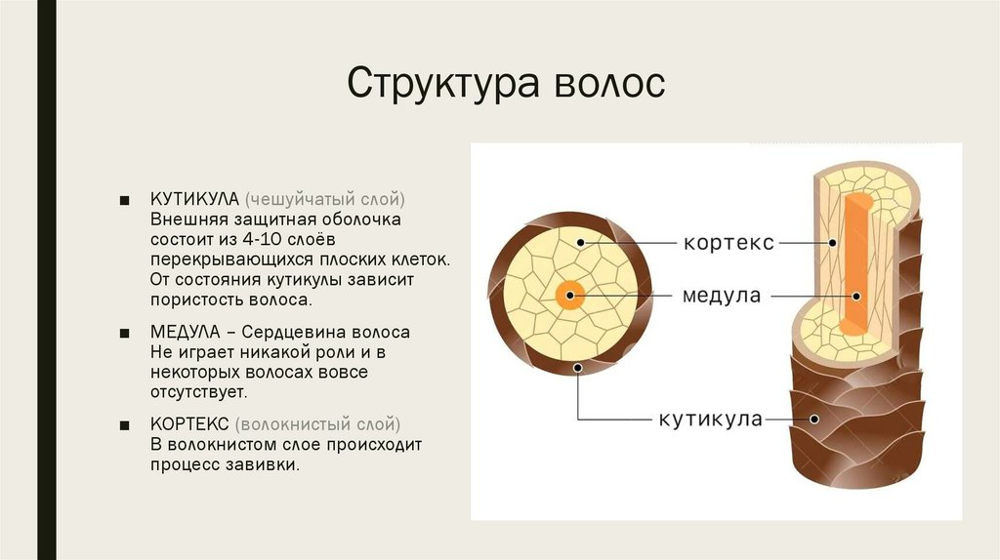 Структура волос
■ КУТИКУЛА (чешуйчатый слой)
Внешняя защитная оболочка
состоит из 4-10 слоёв
перекрывающихся плоских клеток.
От состояния кутикулы зависит
пористость волоса.
■ МЕДУЛА – Сердцевина волоса
Не играет никакой роли и в
некоторых волосах вовсе
отсутствует.
■ КОРТЕКС (волокнистый слой)
В волокнистом слое происходит
процесс завивки.
кортекс
медула
кутикула